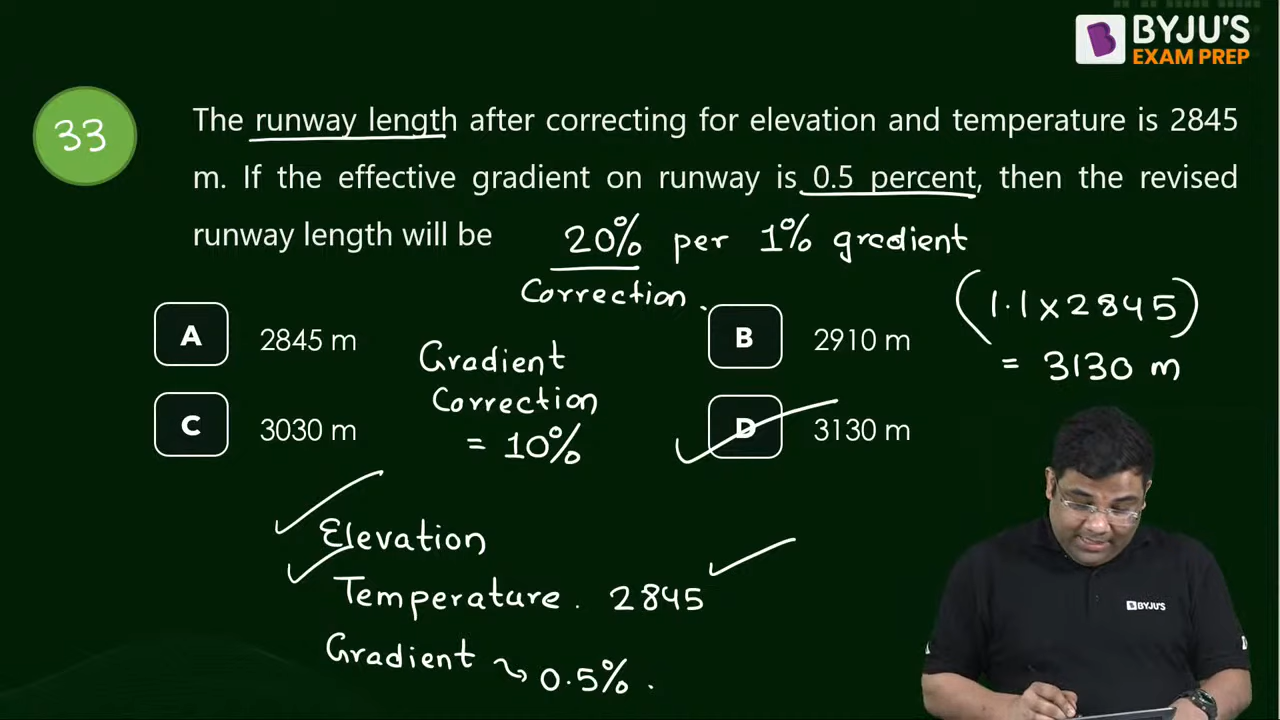 BYJU'S
EXAM PREP
33
The runway length after correcting for elevation and temperature is 2845
m. If the effective gradient on runway is 0.5 percent, then the revised
runway length will be
20% per 1% gradient
Correction.
(1.1 x 2845)
= 3130 m
A 2845 m
B 2910 m
Gradient
Correction
= 10%
C 3030 m
D 3130 m
Elevation
Temperature. 2845
Gradient → 0.5%.
BYJU'S